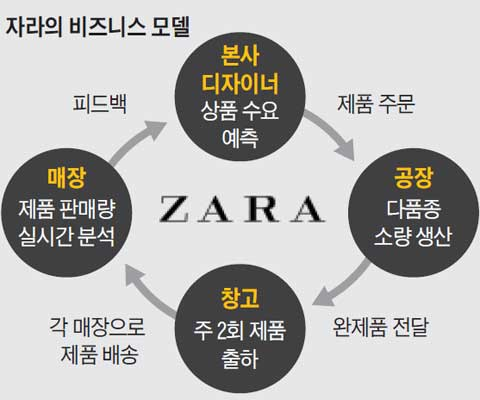 자라의 비즈니스 모델
본사
디자이너
상품 수요
예측
피드백
제품 주문
매장
제품 판매량
실시간 분석
ZARA
공장
다품종
소량 생산
창고
주 2회 제품
출하
각 매장으로
제품 배송
완제품 전달